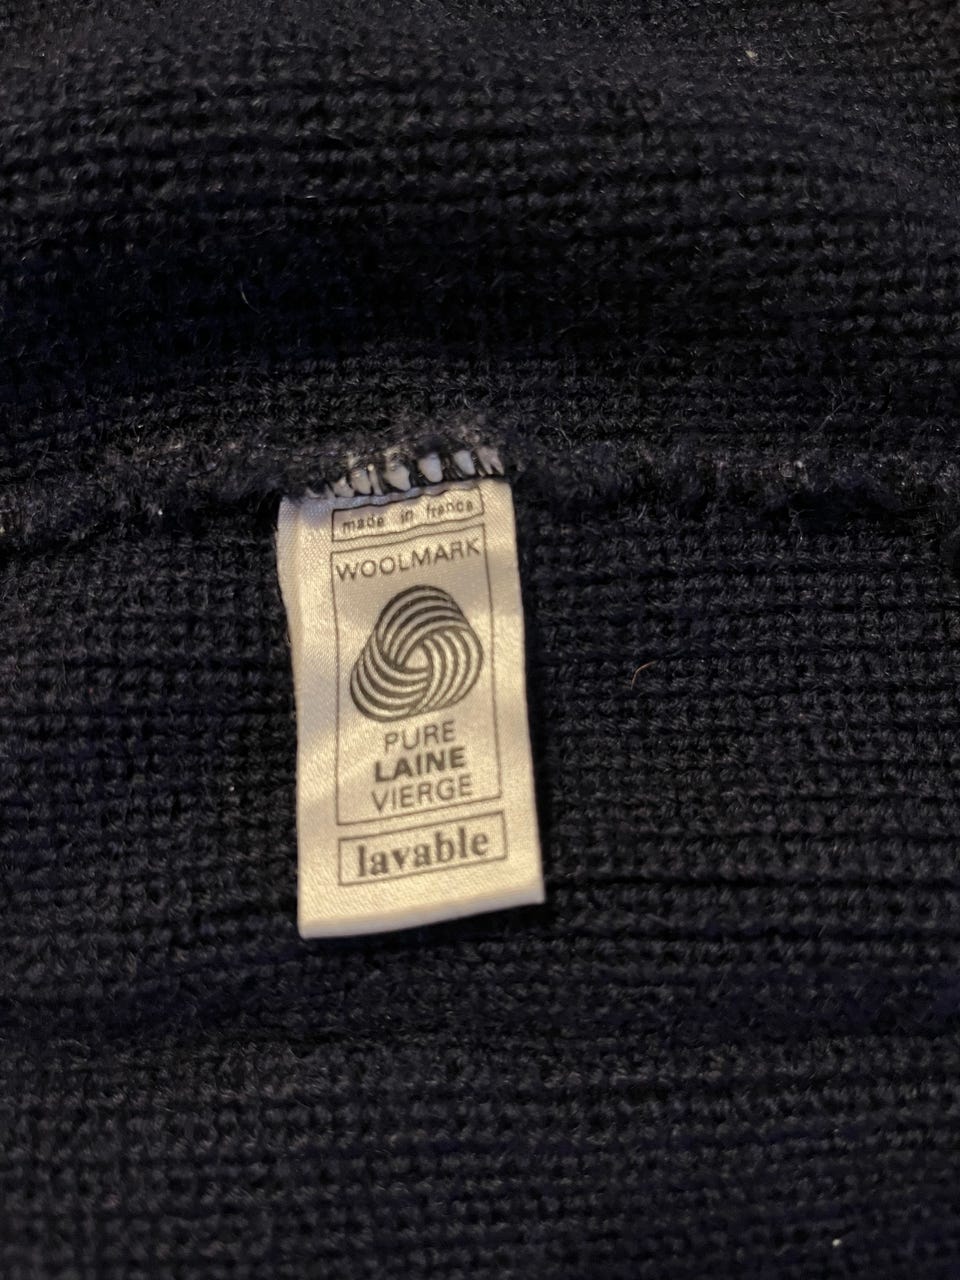 made in france
WOOLMARK
PURE
LAINE
VIERGE
lavable